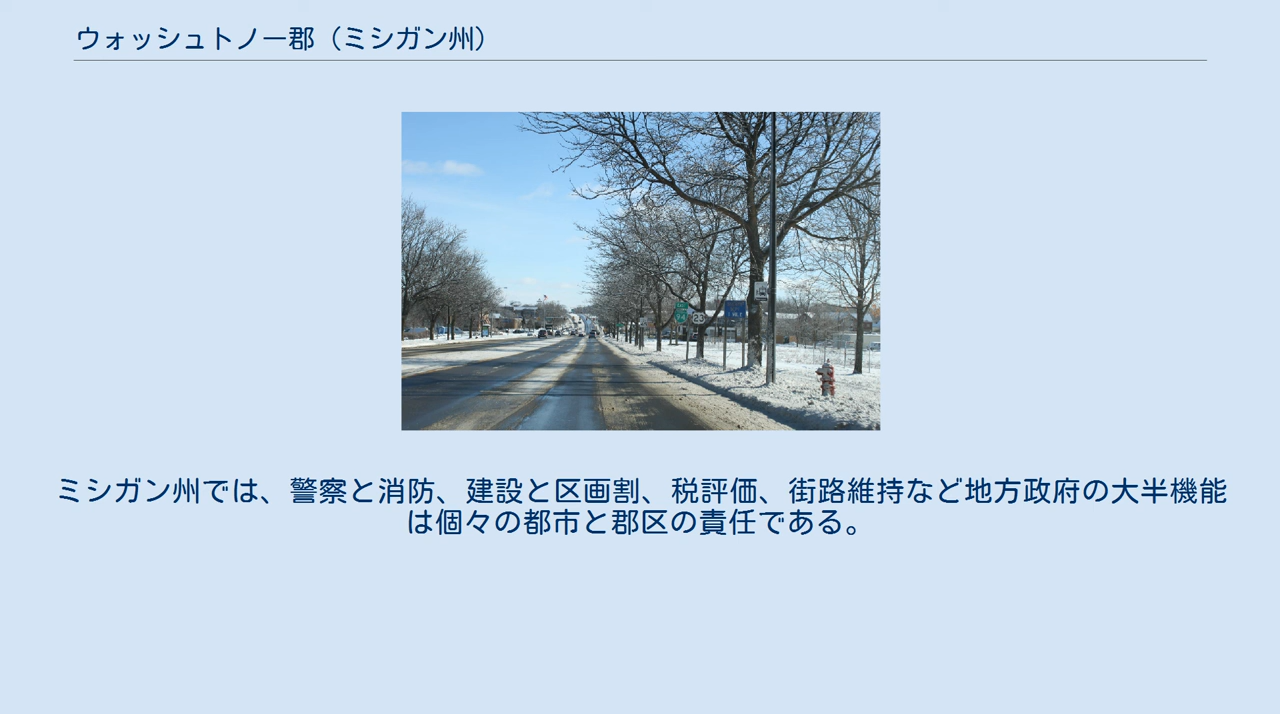 ウォッシュトノー郡（ミシガン州）
ミシガン州では、警察と消防、建設と区画割、税評価、街路維持など地方政府の大半機能
は個々の都市と郡区の責任である。